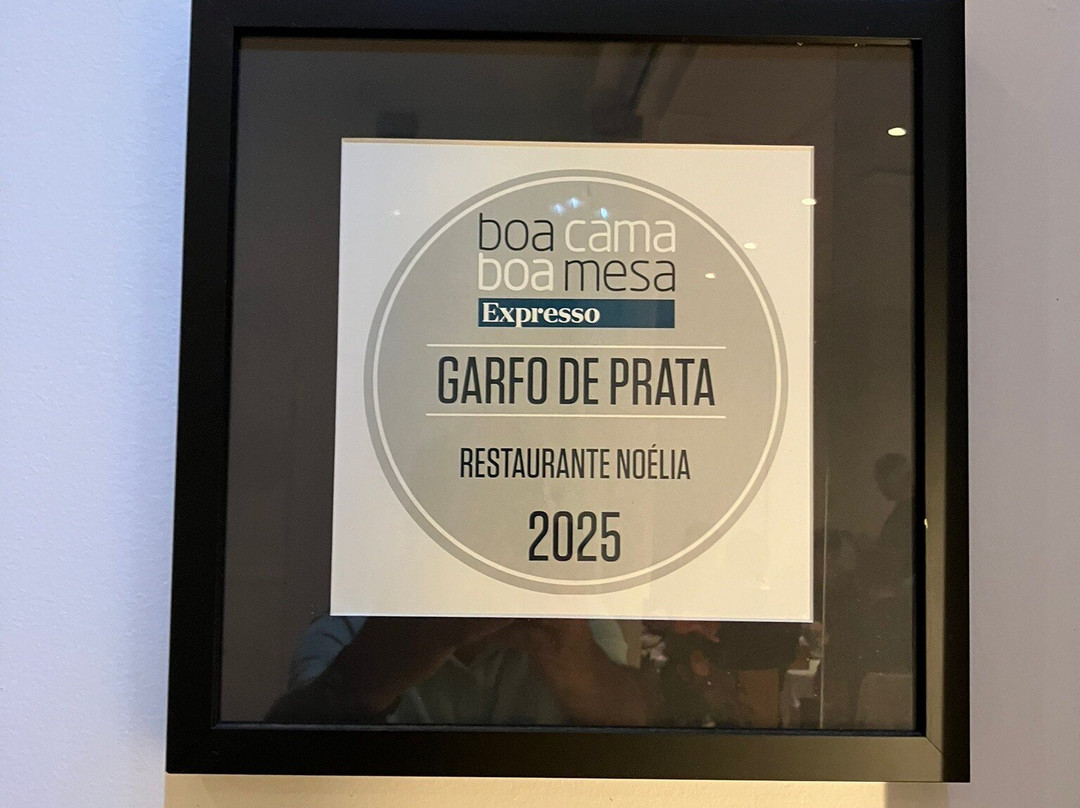 boa cama
boa mesa
Expresso
GARFO DE PRATA
RESTAURANTE NOÉLIA
2025